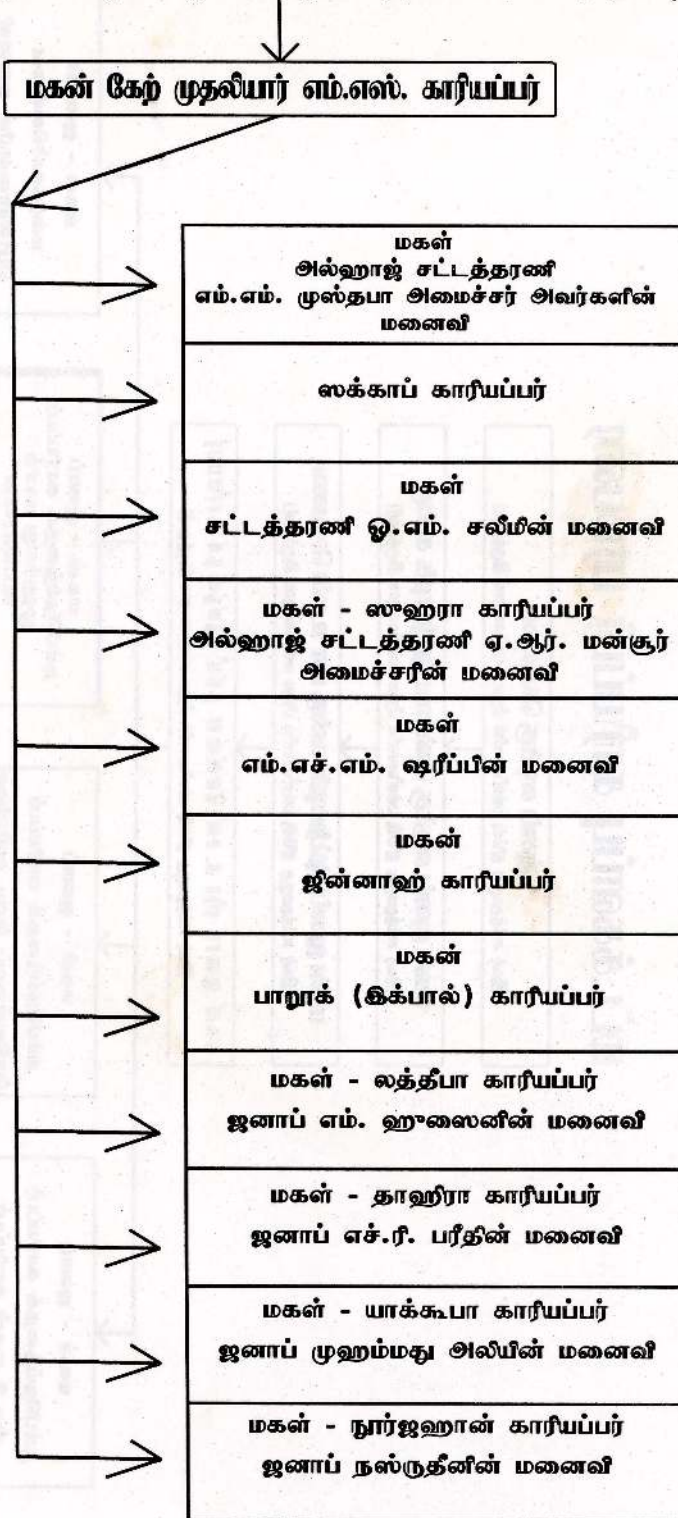 மகன் கேற் முதலியார் எம்.எஸ். காரியப்பர்
மகள்
அல்ஹாஜ் சட்டத்தரணி
எம்.எம். முஸ்தபா அமைச்சர் அவர்களின்
மனைவி
ஸக்காப் காரியப்பர்
மகள்
சட்டத்தரணி ஓ.எம். சலீமின் மனைவி
மகள் - ஸுஹரா காரியப்பர்
அல்ஹாஜ் சட்டத்தரணி ஏ.ஆர். மன்சூர்
அமைச்சரின் மனைவி
மகள்
எம்.எச்.எம். ஷரீப்பின் மனைவி
மகன்
ஜின்னாஹ் காரியப்பர்
மகன்
பாறூக் (இக்பால்) காரியப்பர்
மகள் - லத்தீபா காரியப்பர்
ஜனாப் எம். ஹுஸைனின் மனைவி
மகள் - தாஹிரா காரியப்பர்
ஜனாப் எச்.ரி. பரீதின் மனைவி
மகள் - யாக்கூபா காரியப்பர்
ஜனாப் முஹம்மது அலியின் மனைவி
மகள் - நூர்ஜஹான் காரியப்பர்
ஜனாப் நஸ்ருதீனின் மனைவி